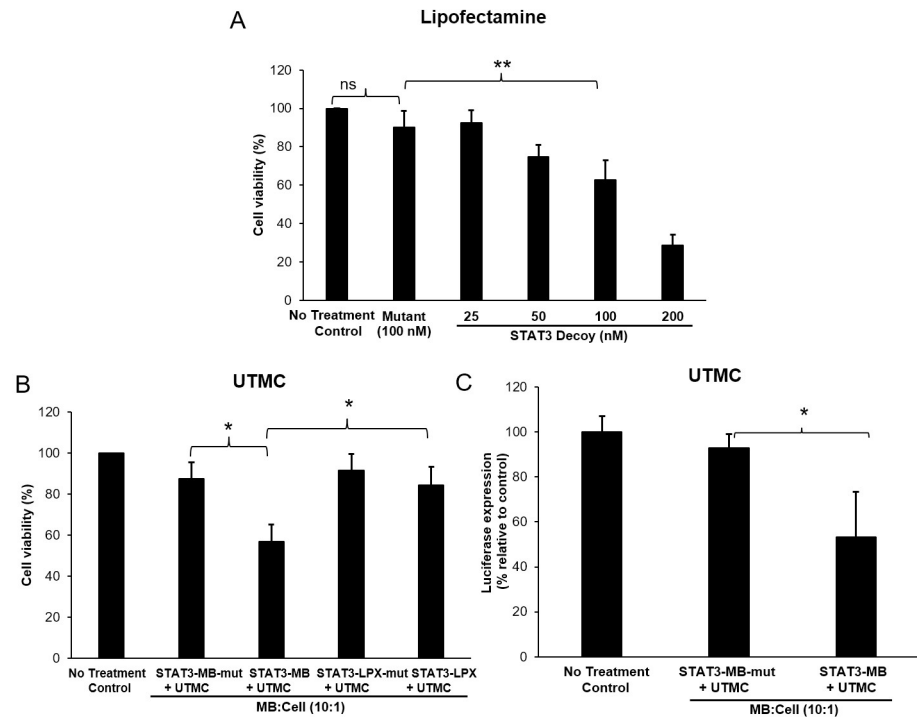 A
Lipofectamine
Cell viability (%)
120
100
80
60
40
20
0
ns
**
No Treatment
Control
Mutant
(100 nM)
25 50 100 200
STAT3 Decoy (nM)
B
UTMC
Cell viability (%)
120
100
80
60
40
20
0
*
*
No Treatment
Control
STAT3-MB-mut
+ UTMC
STAT3-MB
+ UTMC
STAT3-LPX-mut
+ UTMC
STAT3-LPX
+ UTMC
MB:Cell (10:1)
C
UTMC
Luciferase expression
(% relative to control)
120
100
80
60
40
20
0
*
No Treatment
Control
STAT3-MB-mut
+ UTMC
STAT3-MB
+ UTMC
MB:Cell (10:1)